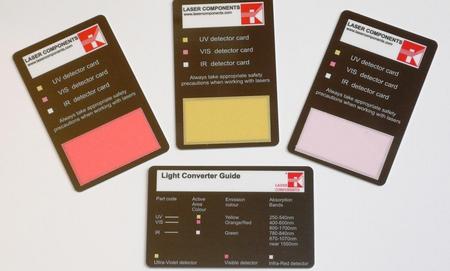 LASER COMPONENTS
www.lasercomponents.com
UV detector card
VIS detector card
IR detector card
Always take appropriate safety
precautions when working with lasers
LASER COMPONENTS
www.lasercomponents.com
UV detector card
VIS detector card
IR detector card
Always take appropriate safety
precautions when working with lasers
LASER COMPONENTS
www.lasercomponents.com
UV detector card
VIS detector card
IR detector card
Always take appropriate safety
precautions when working with lasers
Light Converter Guide
LASER
COMPONENTS
Part code Active Emission Absorption
Area colour Bands
Colour
UV Yellow 250-540nm
VIS Orange/Red 400-640nm
800-1700nm
IR Green 780-840nm
870-1070nm
near 1550nm
Ultra-Violet detector Visible detector Infra-Red detector